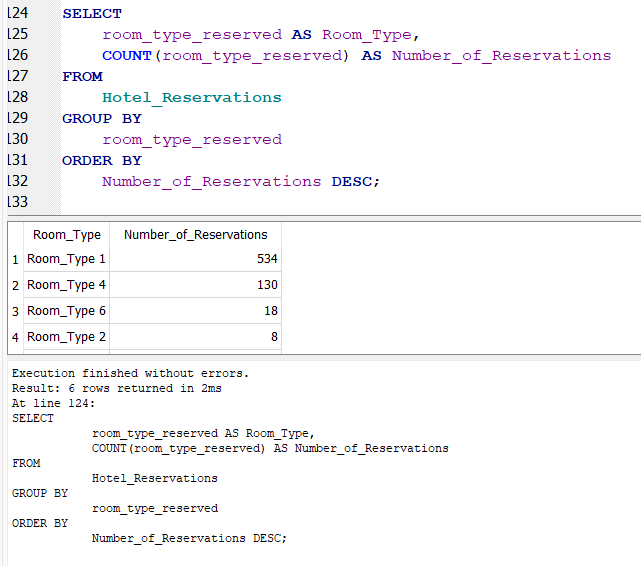 124 SELECT
125 room_type_reserved AS Room_Type,
126 COUNT(room_type_reserved) AS Number_of_Reservations
127 FROM
128 Hotel_Reservations
129 GROUP BY
130 room_type_reserved
131 ORDER BY
132 Number_of_Reservations DESC;
133
Room_Type Number_of_Reservations
1 Room_Type 1 534
2 Room_Type 4 130
3 Room_Type 6 18
4 Room_Type 2 8
Execution finished without errors.
Result: 6 rows returned in 2ms
At line 124:
SELECT
room_type_reserved AS Room_Type,
COUNT(room_type_reserved) AS Number_of_Reservations
FROM
Hotel_Reservations
GROUP BY
room_type_reserved
ORDER BY
Number_of_Reservations DESC;